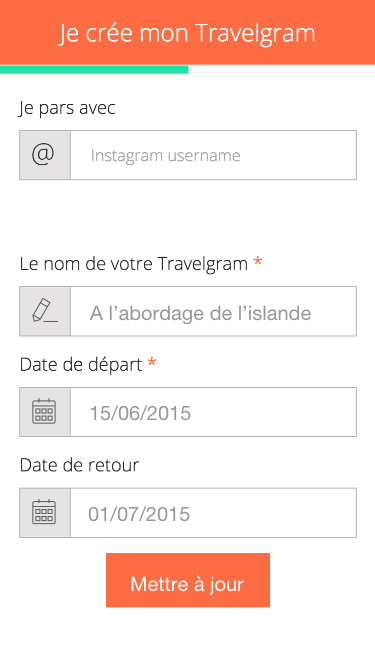 Je crée mon Travelgram
Je pars avec
@ Instagram username
Le nom de votre Travelgram *
A l’abordage de l’islande
Date de départ *
15/06/2015
Date de retour
01/07/2015
Mettre à jour